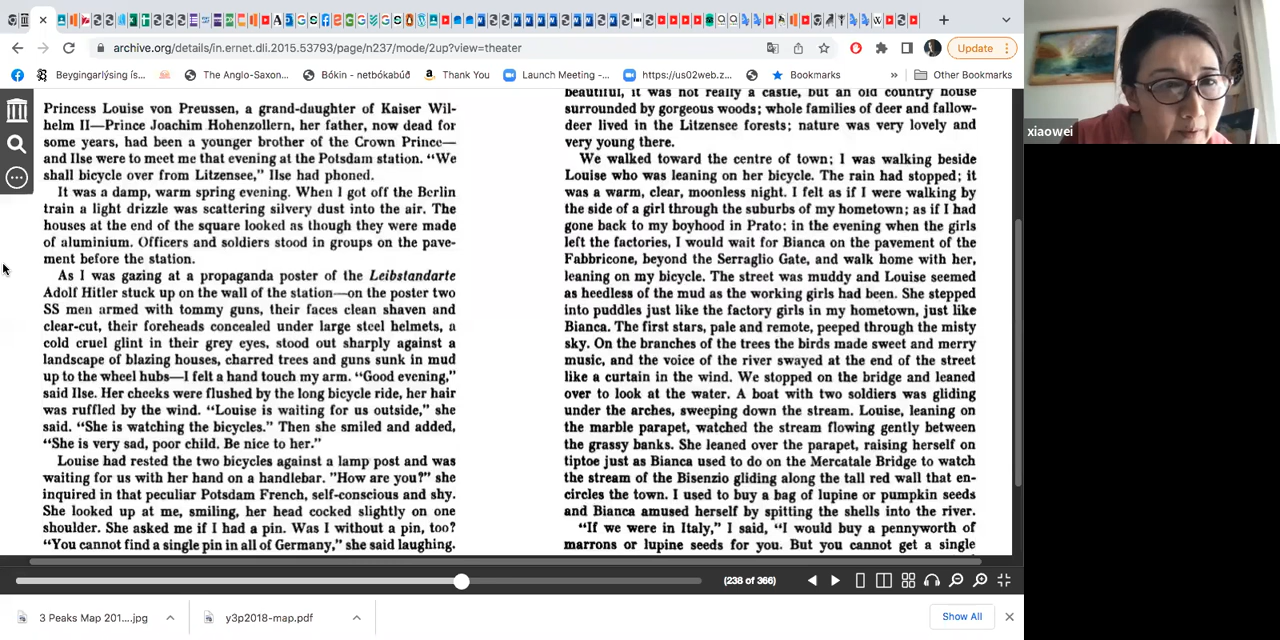 archive.org/details/in.ernet.dli.2015.53793/page/n237/mode/2up?view=theater
Update
Beygingarlýsing ís...
The Anglo-Saxon...
Bókin - netbókabúð
Thank You
Launch Meeting -...
https://us02web.z...
Bookmarks
»
Other Bookmarks
Princess Louise von Preussen, a grand-daughter of Kaiser Wil-
helm II—Prince Joachim Hohenzollern, her father, now dead for
some years, had been a younger brother of the Crown Prince—
and Ilse were to meet me that evening at the Potsdam station. "We
shall bicycle over from Litzensee," Ilse had phoned.
It was a damp, warm spring evening. When I got off the Berlin
train a light drizzle was scattering silvery dust into the air. The
houses at the end of the square looked as though they were made
of aluminium. Officers and soldiers stood in groups on the pave-
ment before the station.
As I was gazing at a propaganda poster of the Leibstandarte
Adolf Hitler stuck up on the wall of the station—on the poster two
SS men armed with tommy guns, their faces clean shaven and
clear-cut, their foreheads concealed under large steel helmets, a
cold cruel glint in their grey eyes, stood out sharply against a
landscape of blazing houses, charred trees and guns sunk in mud
up to the wheel hubs—I felt a hand touch my arm. "Good evening,"
said Ilse. Her cheeks were flushed by the long bicycle ride, her hair
was ruffled by the wind. "Louise is waiting for us outside," she
said. "She is watching the bicycles." Then she smiled and added,
"She is very sad, poor child. Be nice to her."
Louise had rested the two bicycles against a lamp post and was
waiting for us with her hand on a handlebar. "How are you?" she
inquired in that peculiar Potsdam French, self-conscious and shy.
She looked up at me, smiling, her head cocked slightly on one
shoulder. She asked me if I had a pin. Was I without a pin, too?
"You cannot find a single pin in all of Germany," she said laughing.
beautiful, it was not really a castle, but an old country house
surrounded by gorgeous woods; whole families of deer and fallow-
deer lived in the Litzensee forests; nature was very lovely and
very young there.
We walked toward the centre of town; I was walking beside
Louise who was leaning on her bicycle. The rain had stopped; it
was a warm, clear, moonless night. I felt as if I were walking by
the side of a girl through the suburbs of my hometown; as if I had
gone back to my boyhood in Prato; in the evening when the girls
left the factories, I would wait for Bianca on the pavement of the
Fabbricone, beyond the Serraglio Gate, and walk home with her,
leaning on my bicycle. The street was muddy and Louise seemed
as heedless of the mud as the working girls had been. She stepped
into puddles just like the factory girls in my hometown, just like
Bianca. The first stars, pale and remote, peeped through the misty
sky. On the branches of the trees the birds made sweet and merry
music, and the voice of the river swayed at the end of the street
like a curtain in the wind. We stopped on the bridge and leaned
over to look at the water. A boat with two soldiers was gliding
under the arches, sweeping down the stream. Louise, leaning on
the marble parapet, watched the stream flowing gently between
the grassy banks. She leaned over the parapet, raising herself on
tiptoe just as Bianca used to do on the Mercatale Bridge to watch
the stream of the Bisenzio gliding along the tall red wall that en-
circles the town. I used to buy a bag of lupine or pumpkin seeds
and Bianca amused herself by spitting the shells into the river.
"If we were in Italy," I said, "I would buy a pennyworth of
marrons or lupine seeds for you. But you cannot get a single
(238 of 366)
3 Peaks Map 201....jpg
y3p2018-map.pdf
Show All
xiaowei